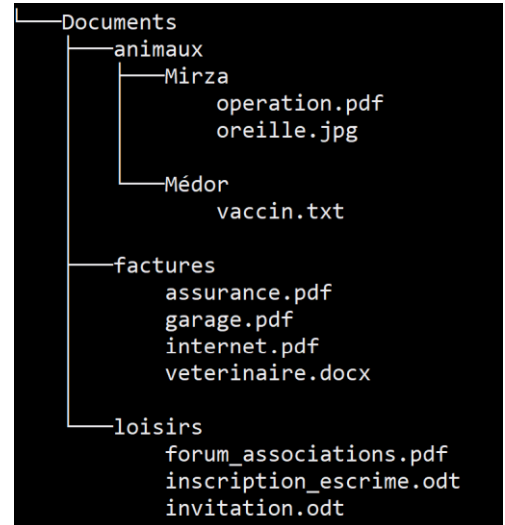 Documents
animaux
Mirza
operation.pdf
oreille.jpg
Médor
vaccin.txt
factures
assurance.pdf
garage.pdf
internet.pdf
veterinaire.docx
loisirs
forum_associations.pdf
inscription_escrime.odt
invitation.odt